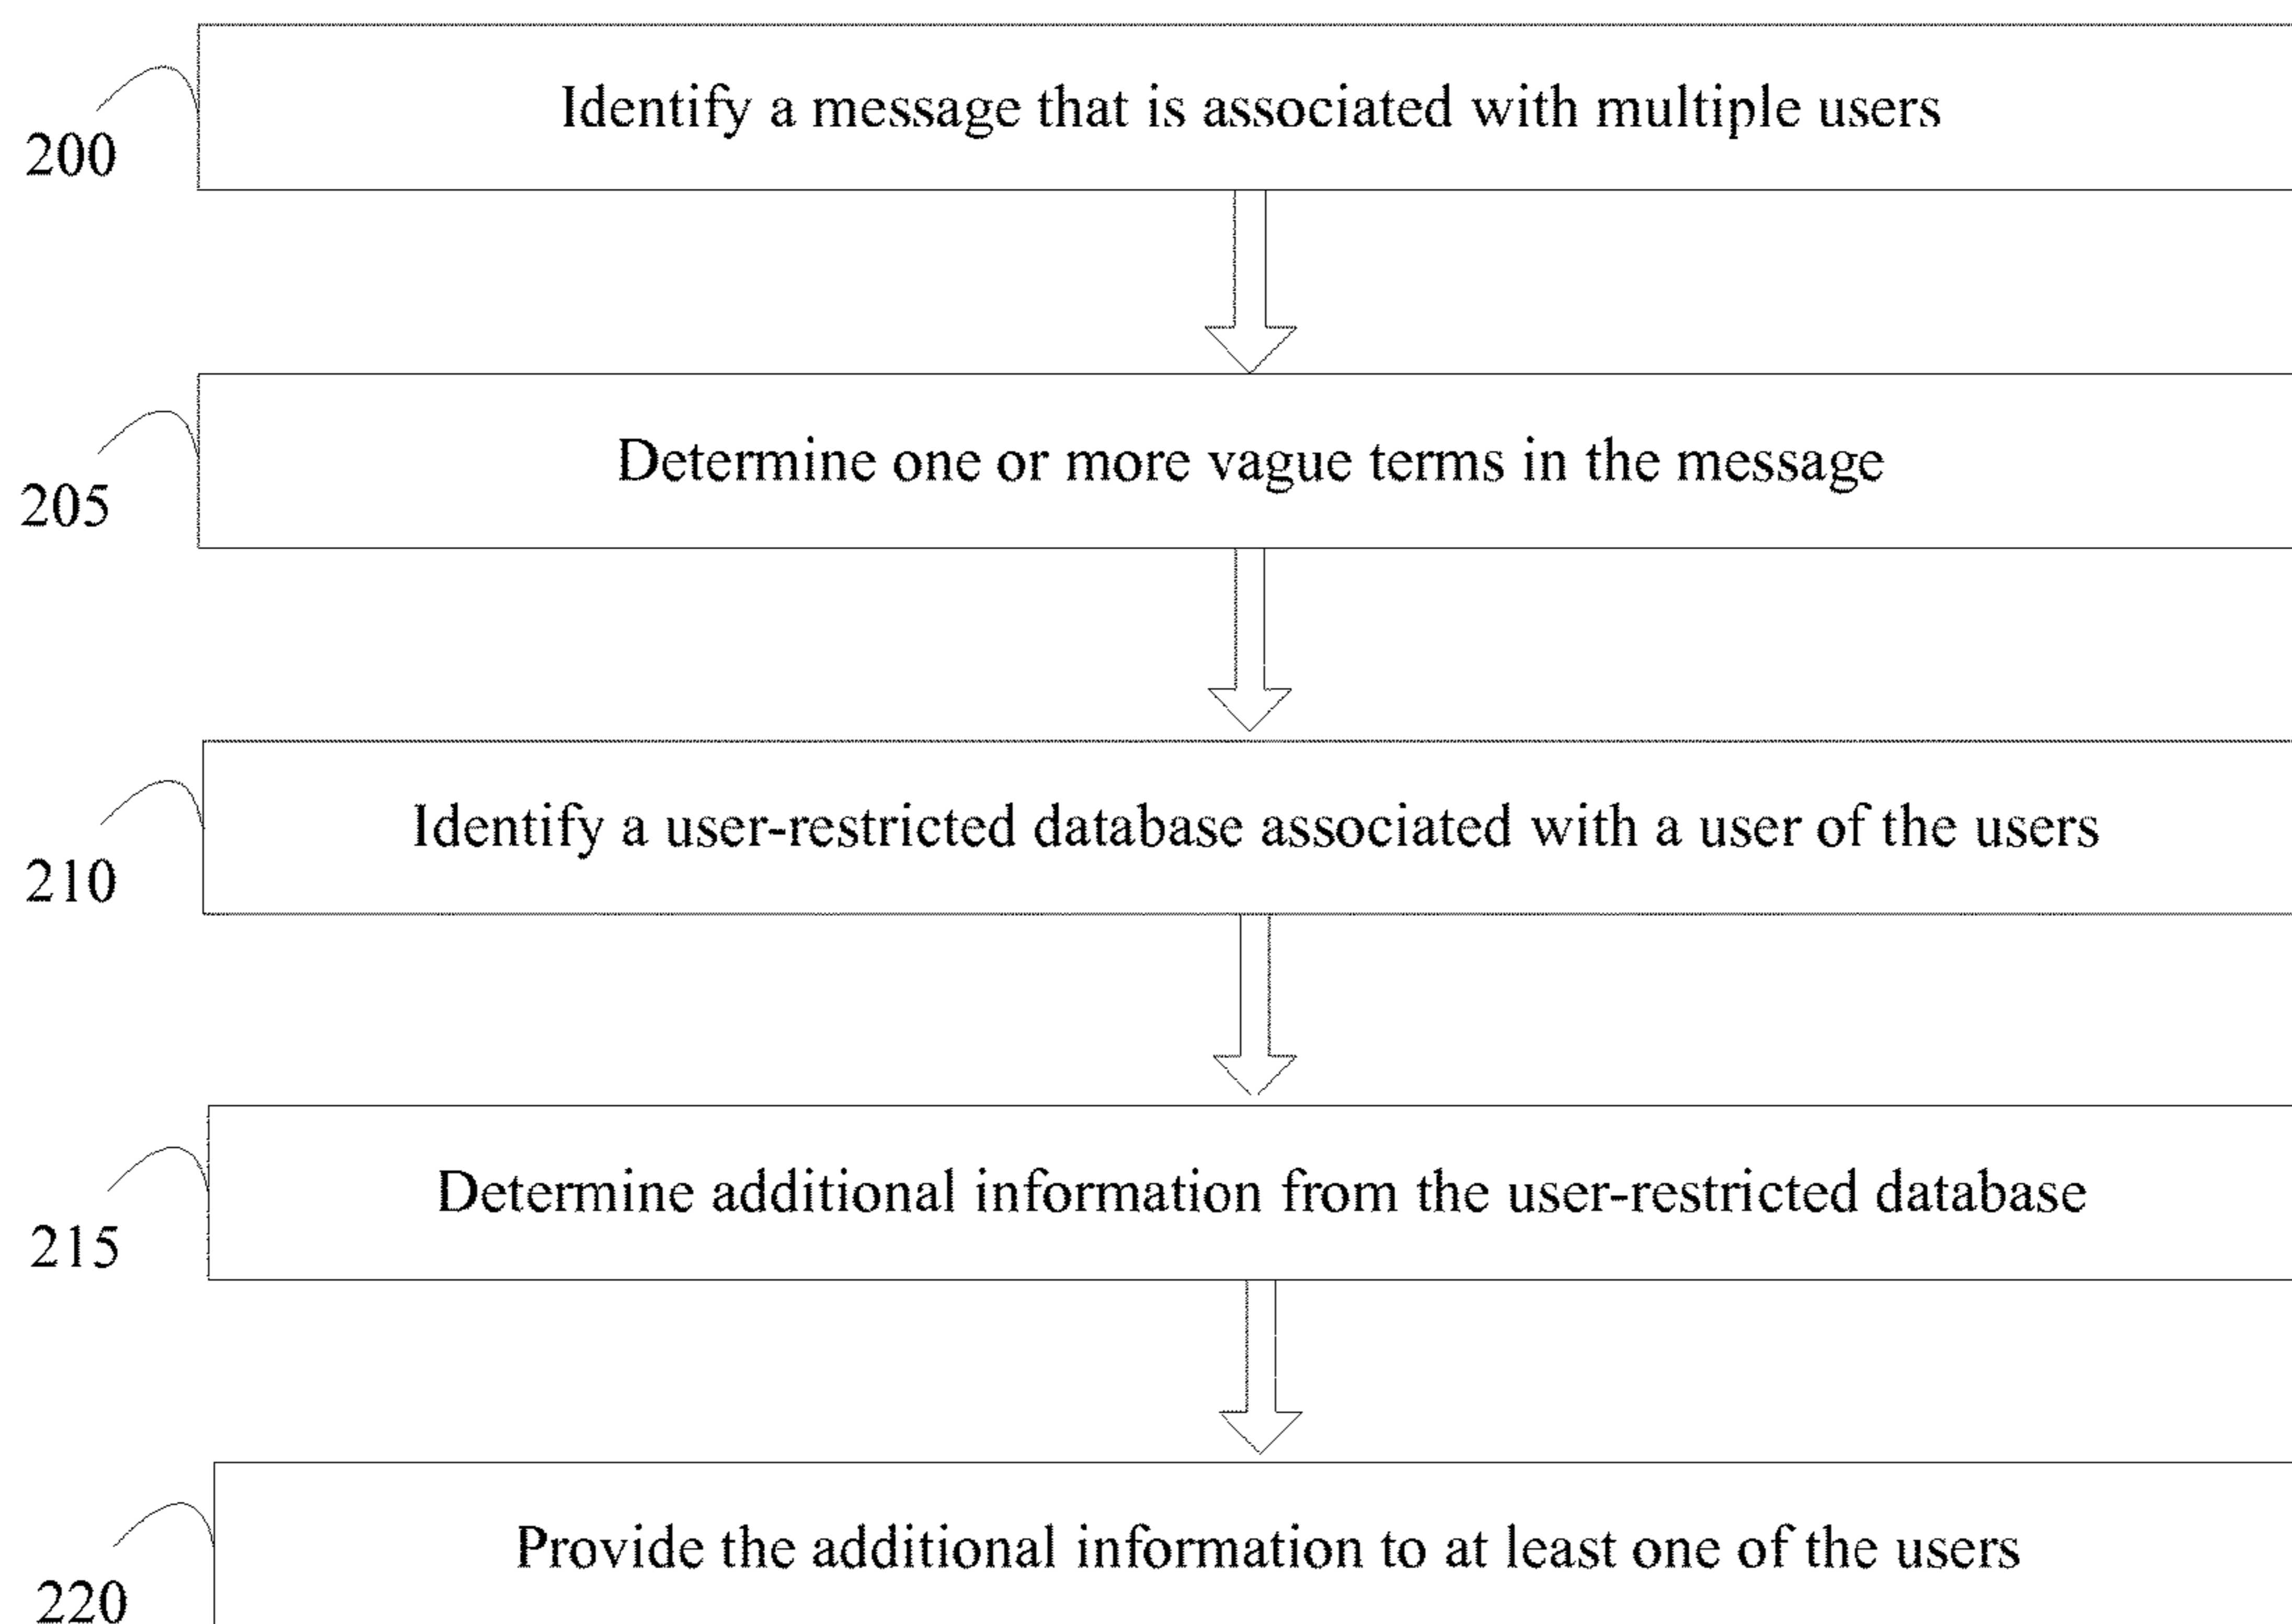 Identify a message that is associated with multiple users
200
Determine one or more vague terms in the message
205
Identify a user-restricted database associated with a user of the users
210
Determine additional information from the user-restricted database
215
Provide the additional information to at least one of the users
220